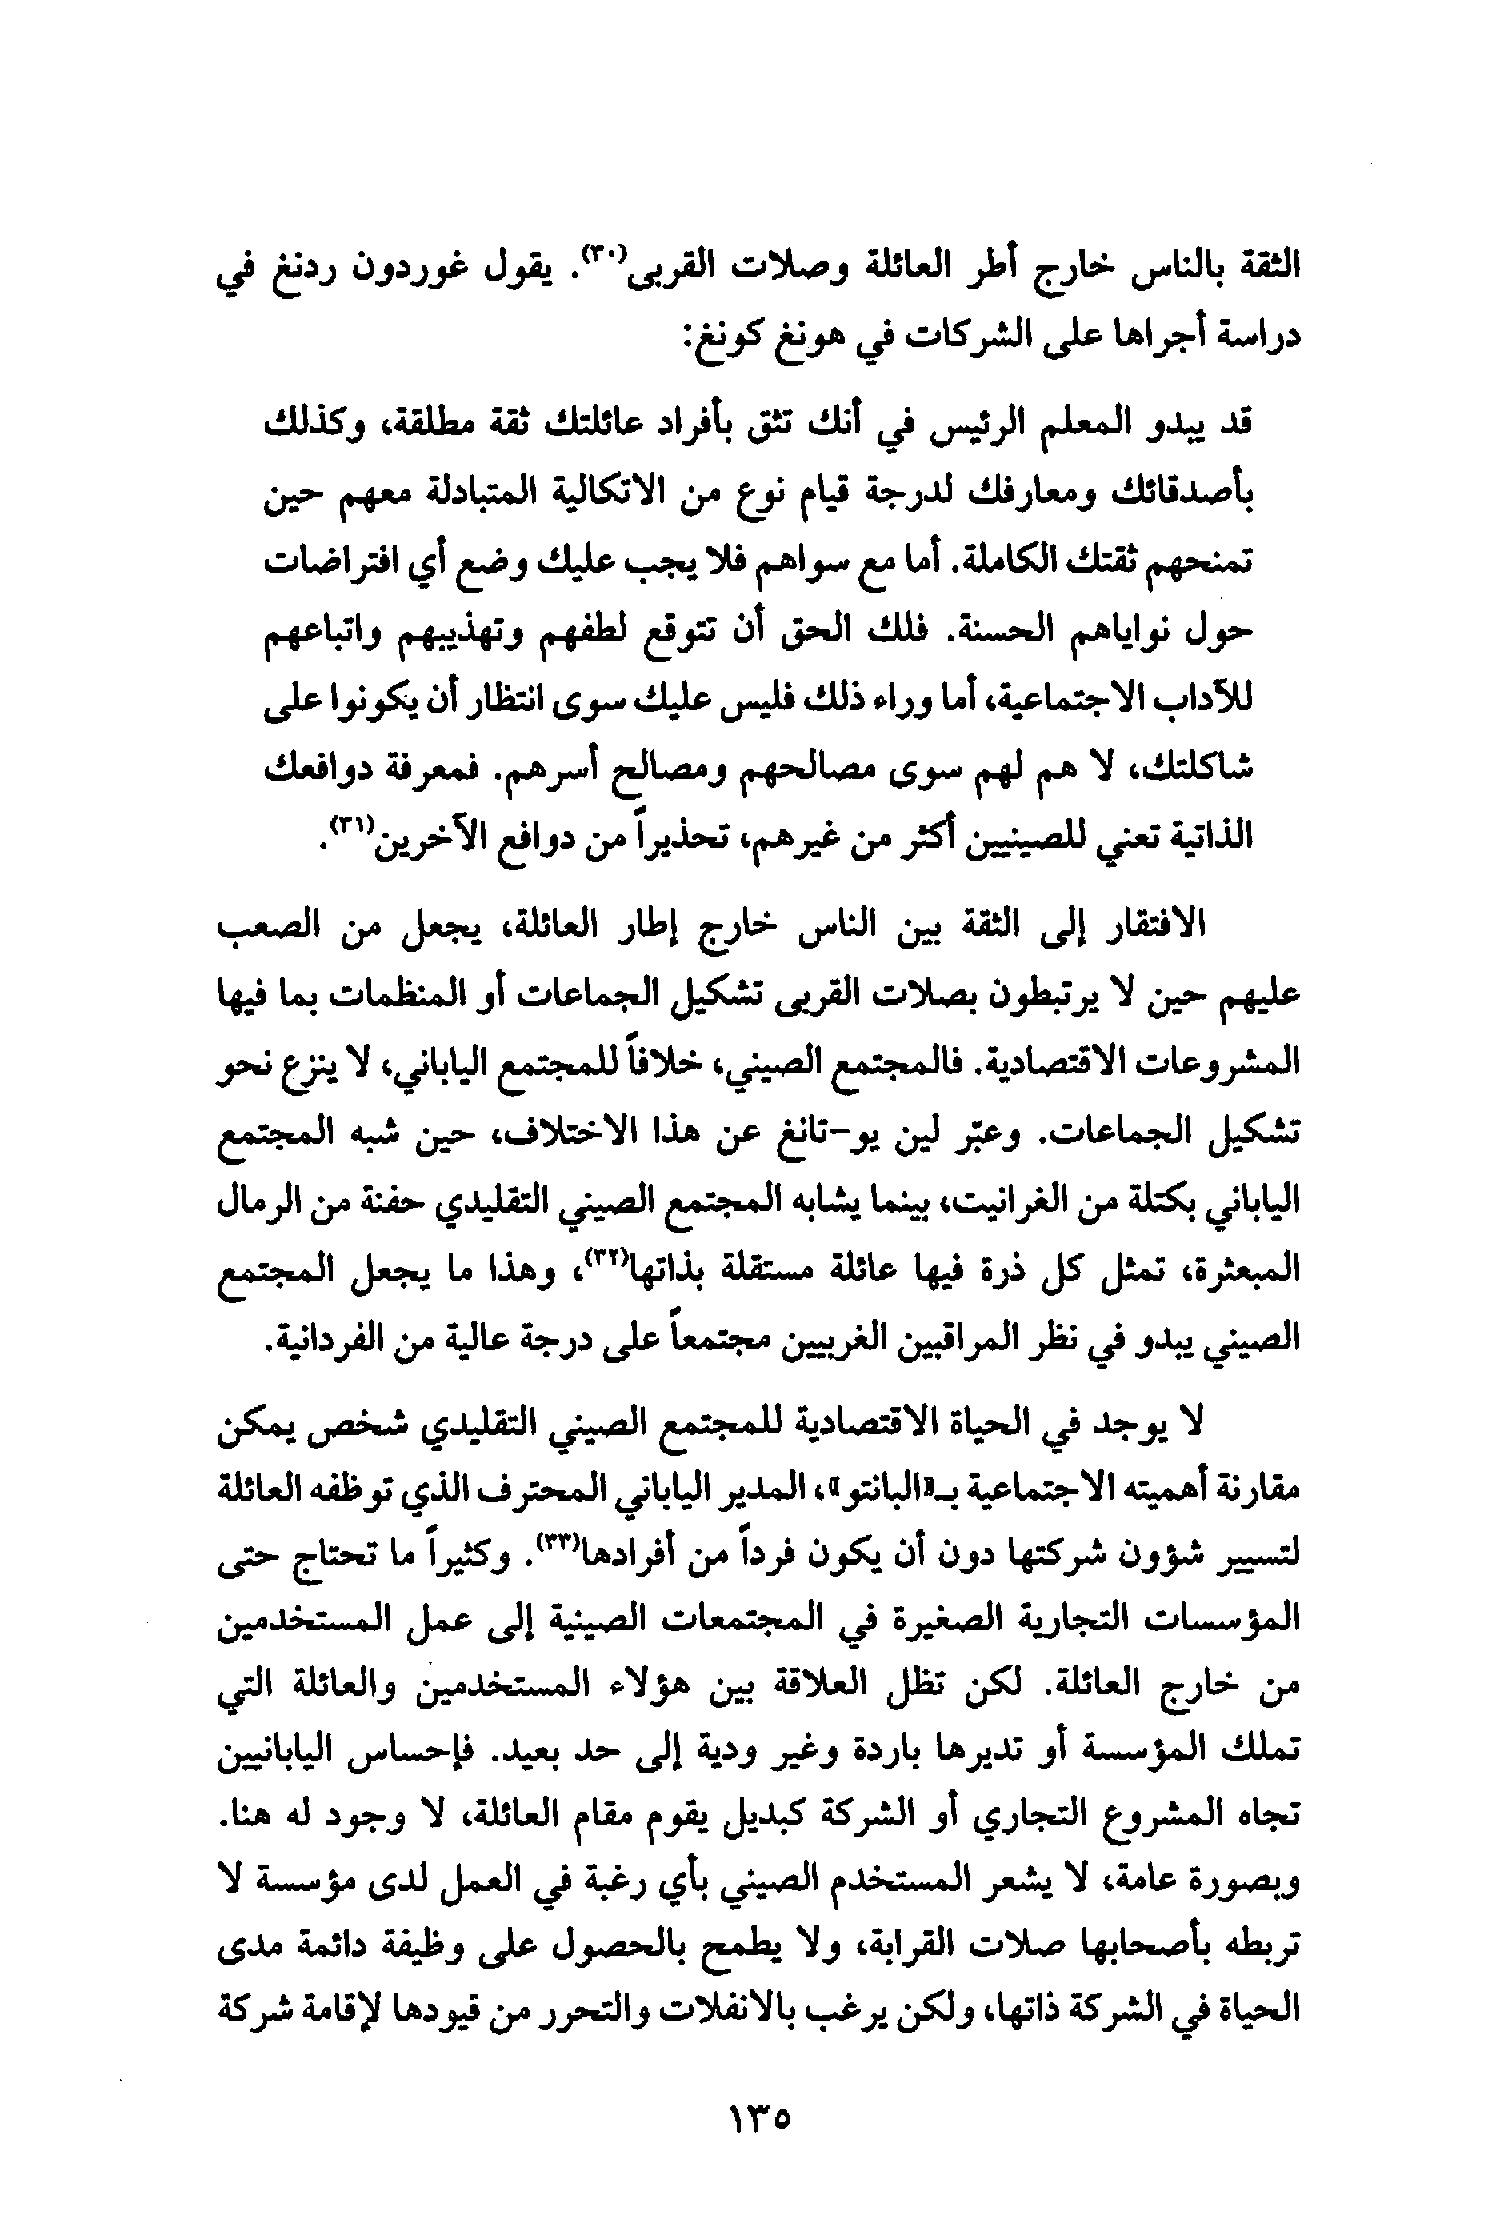 الثقة بالناس خارج أطر العائلة وصلات القربى(٣٠). يقول غوردون ردنغ في
دراسة أجراها على الشركات في هونغ كونغ:
قد يبدو المعلم الرئيس في أنك تثق بأفراد عائلتك ثقة مطلقة، وكذلك
بأصدقائك ومعارفك لدرجة قيام نوع من الاتكالية المتبادلة معهم حين
تمنحهم ثقتك الكاملة. أما مع سواهم فلا يجب عليك وضع أي افتراضات
حول نواياهم الحسنة. فلك الحق أن تتوقع لطفهم وتهذيبهم واتباعهم
للآداب الاجتماعية، أما وراء ذلك فليس عليك سوى انتظار أن يكونوا على
شاكلتك، لا هم لهم سوى مصالحهم ومصالح أسرهم. فمعرفة دوافعك
الذاتية تعني للصينيين أكثر من غيرهم، تحذيراً من دوافع الآخرين(٣١).
الافتقار إلى الثقة بين الناس خارج إطار العائلة، يجعل من الصعب
عليهم حين لا يرتبطون بصلات القربى تشكيل الجماعات أو المنظمات بما فيها
المشروعات الاقتصادية. فالمجتمع الصيني، خلافاً للمجتمع الياباني، لا ينزع نحو
تشكيل الجماعات. وعبّر لين يو-تانغ عن هذا الاختلاف، حين شبه المجتمع
الياباني بكتلة من الغرانيت، بينما يشابه المجتمع الصيني التقليدي حفنة من الرمال
المبعثرة، تمثل كل ذرة فيها عائلة مستقلة بذاتها(٣٢)، وهذا ما يجعل المجتمع
الصيني يبدو في نظر المراقبين الغربيين مجتمعاً على درجة عالية من الفردانية.
لا يوجد في الحياة الاقتصادية للمجتمع الصيني التقليدي شخص يمكن
مقارنة أهميته الاجتماعية بـ«البانتو»، المدير الياباني المحترف الذي توظفه العائلة
لتسيير شؤون شركتها دون أن يكون فرداً من أفرادها(٣٣). وكثيراً ما تحتاج حتى
المؤسسات التجارية الصغيرة في المجتمعات الصينية إلى عمل المستخدمين
من خارج العائلة. لكن تظل العلاقة بين هؤلاء المستخدمين والعائلة التي
تملك المؤسسة أو تديرها باردة وغير ودية إلى حد بعيد. فإحساس اليابانيين
تجاه المشروع التجاري أو الشركة كبديل يقوم مقام العائلة، لا وجود له هنا.
وبصورة عامة، لا يشعر المستخدم الصيني بأي رغبة في العمل لدى مؤسسة لا
تربطه بأصحابها صلات القرابة، ولا يطمح بالحصول على وظيفة دائمة مدى
الحياة في الشركة ذاتها، ولكن يرغب بالانفلات والتحرر من قيودها لإقامة شركة
١٣٥